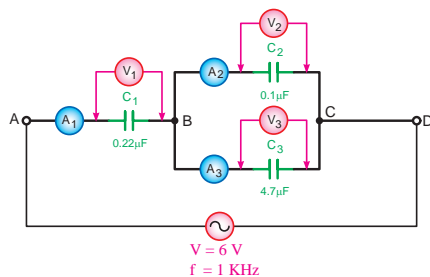 V2
A2
C2
0.1µF
V1
A
A1
C1
0.22µF
B
V3
C
D
A3
C3
4.7µF
V = 6 V
f = 1 KHz